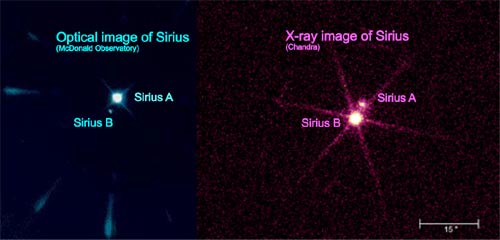 Optical image of Sirius
(McDonald Observatory)
Sirius A
Sirius B
X-ray image of Sirius
(Chandra)
Sirius A
Sirius B
15 "